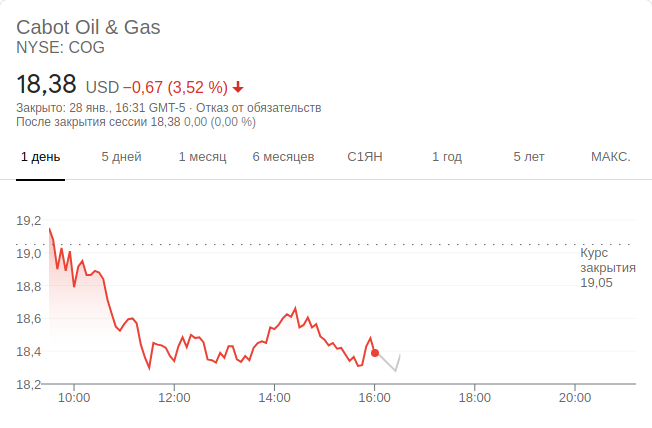 Cabot Oil & Gas
NYSE: COG
18,38 USD −0,67 (3,52 %)
Закрыто: 28 янв., 16:31 GMT-5 · Отказ от обязательств
После закрытия сессии 18,38 0,00 (0,00 %)
1 день 5 дней 1 месяц 6 месяцев С1ЯН 1 год 5 лет МАКС.
19,2
19,0
Курс
закрытия
19,05
18,8
18,6
18,4
18,2
10:00 12:00 14:00 16:00 18:00 20:00